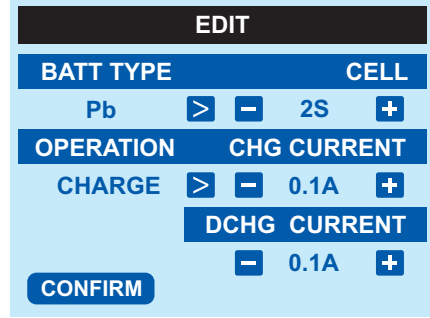 EDIT
BATT TYPE CELL
Pb > - 2S +
OPERATION CHG CURRENT
CHARGE > - 0.1A +
DCHG CURRENT
- 0.1A +
CONFIRM